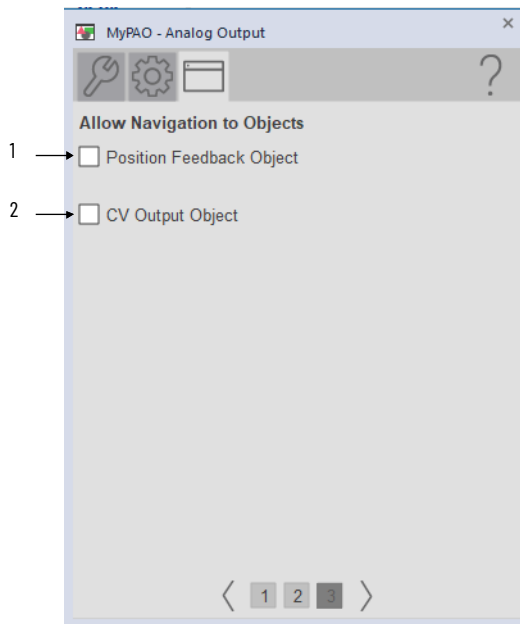 MyPAO - Analog Output
?
Allow Navigation to Objects
1
Position Feedback Object
2
CV Output Object
1 2 3